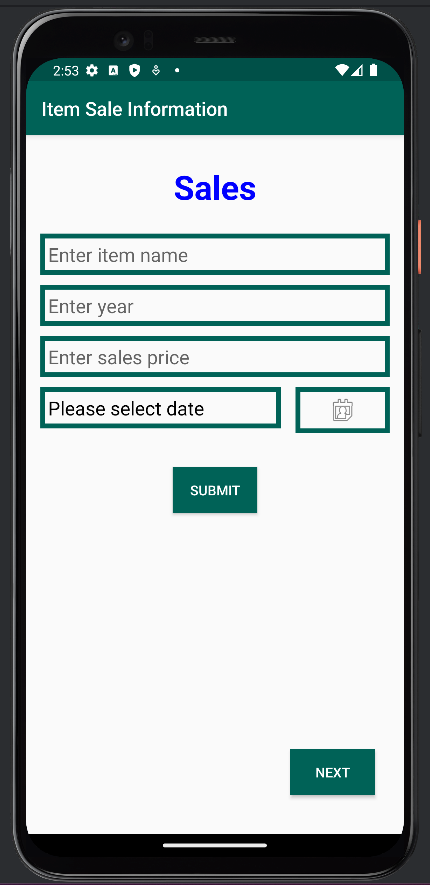 2:53
Item Sale Information
Sales
Enter item name
Enter year
Enter sales price
Please select date
SUBMIT
NEXT